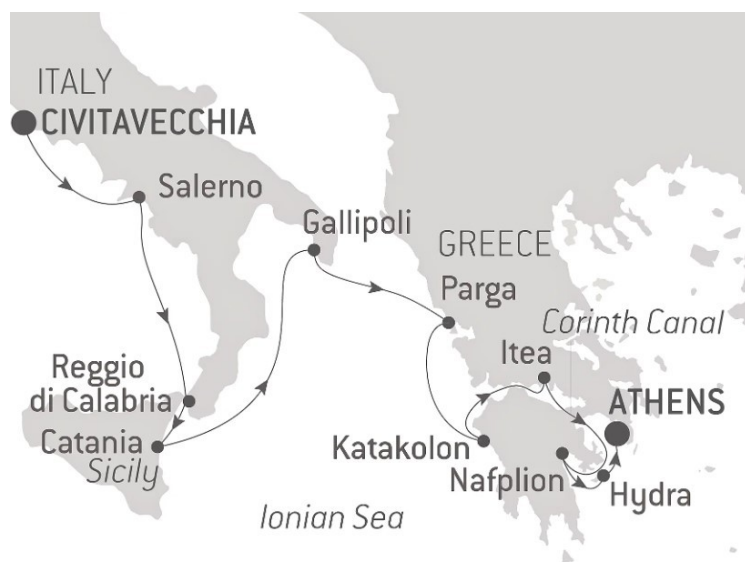 ITALY
CIVITAVECCHIA
Salerno
Gallipoli
GREECE
Parga
Corinth Canal
Itea
Reggio
di Calabria
ATHENS
Catania
Sicily
Katakolon
Nafplion
Hydra
Ionian Sea